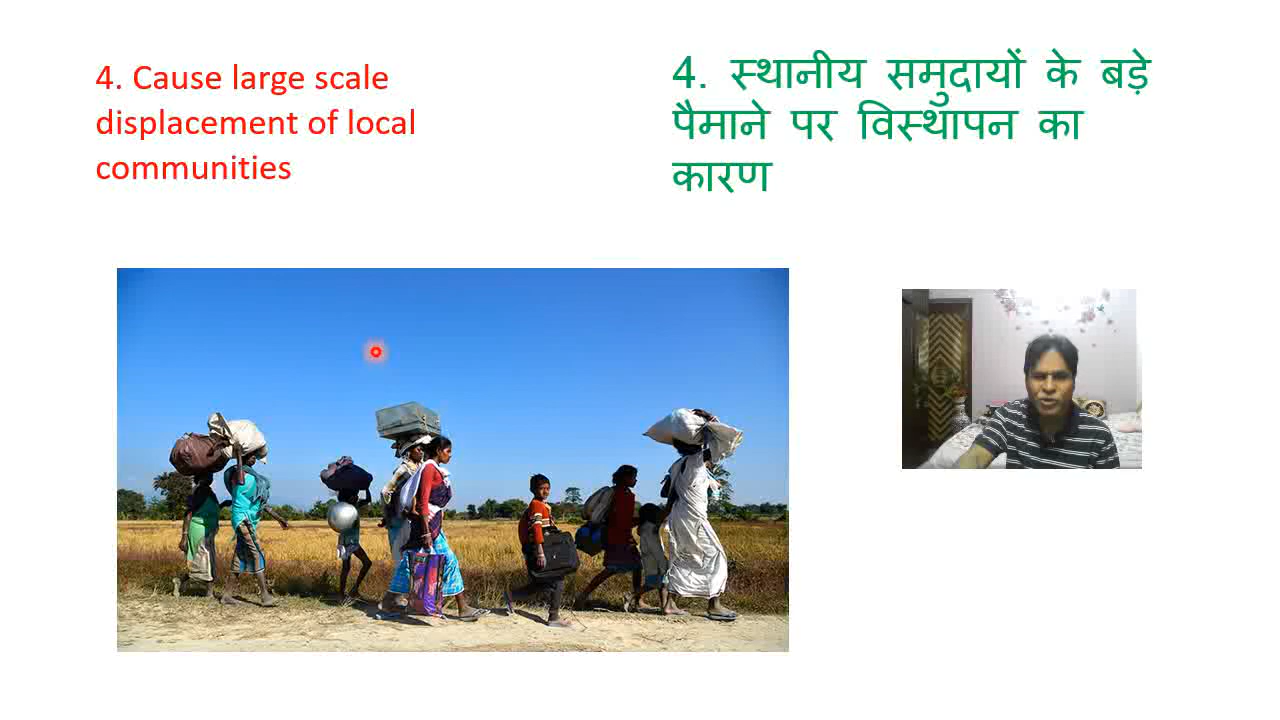 4. Cause large scale
displacement of local
communities
4. स्थानीय समुदायों के बड़े
पैमाने पर विस्थापन का
कारण